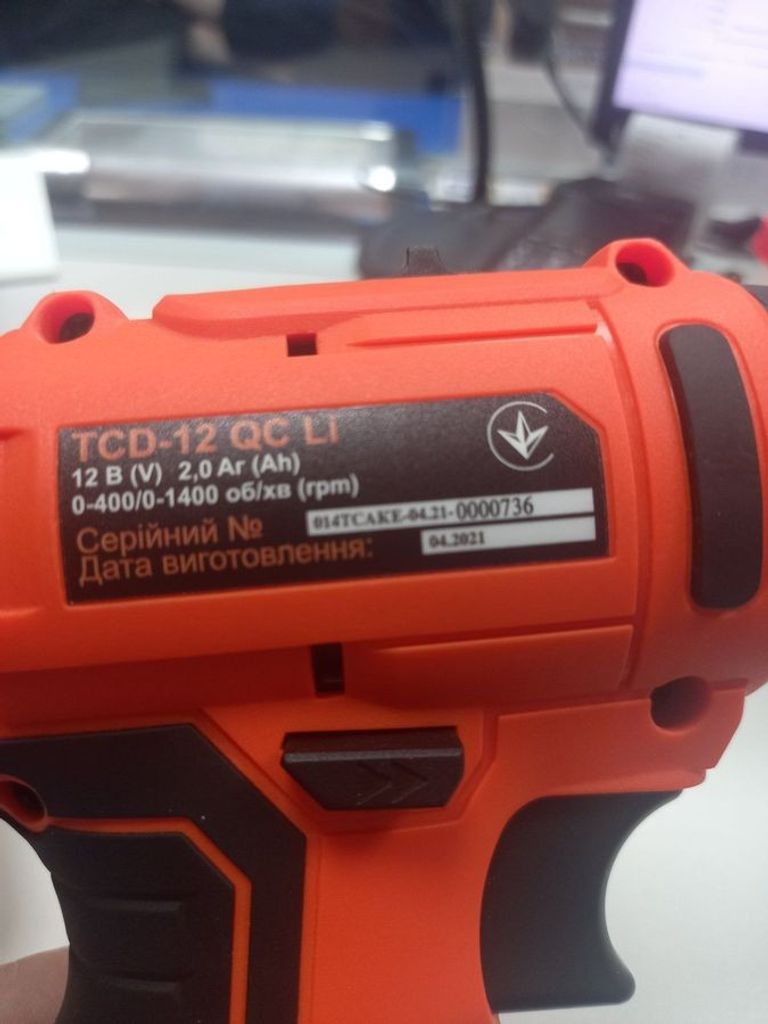 TCD-12 QC Li
12 В (V) 2,0 Аг (Ah)
0-400/0-1400 об/хв (rpm)
Серійний № 014TCAKE-04.21-0000736
Дата виготовлення: 04.2021